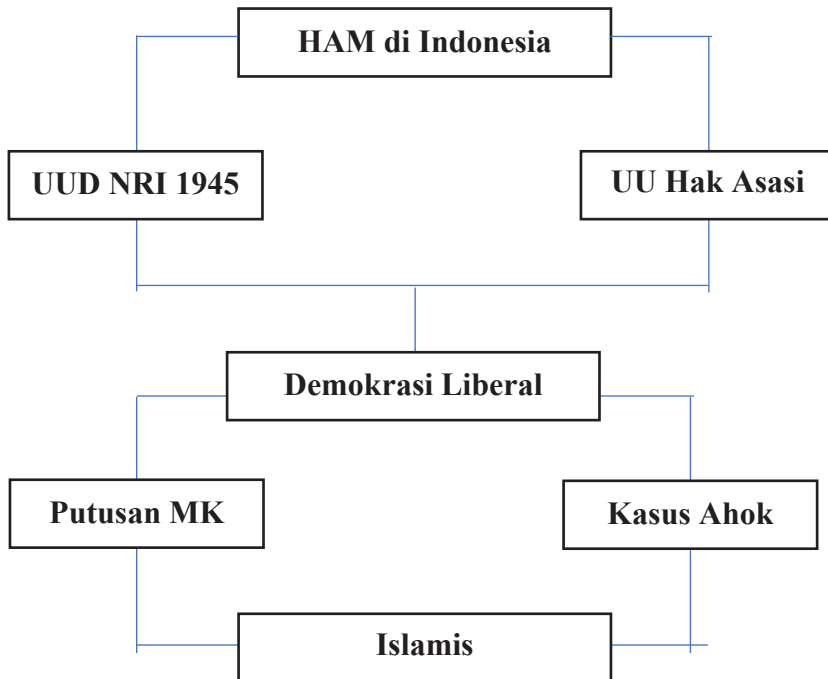 HAM di Indonesia
UUD NRI 1945
UU Hak Asasi
Demokrasi Liberal
Putusan MK
Kasus Ahok
Islamis